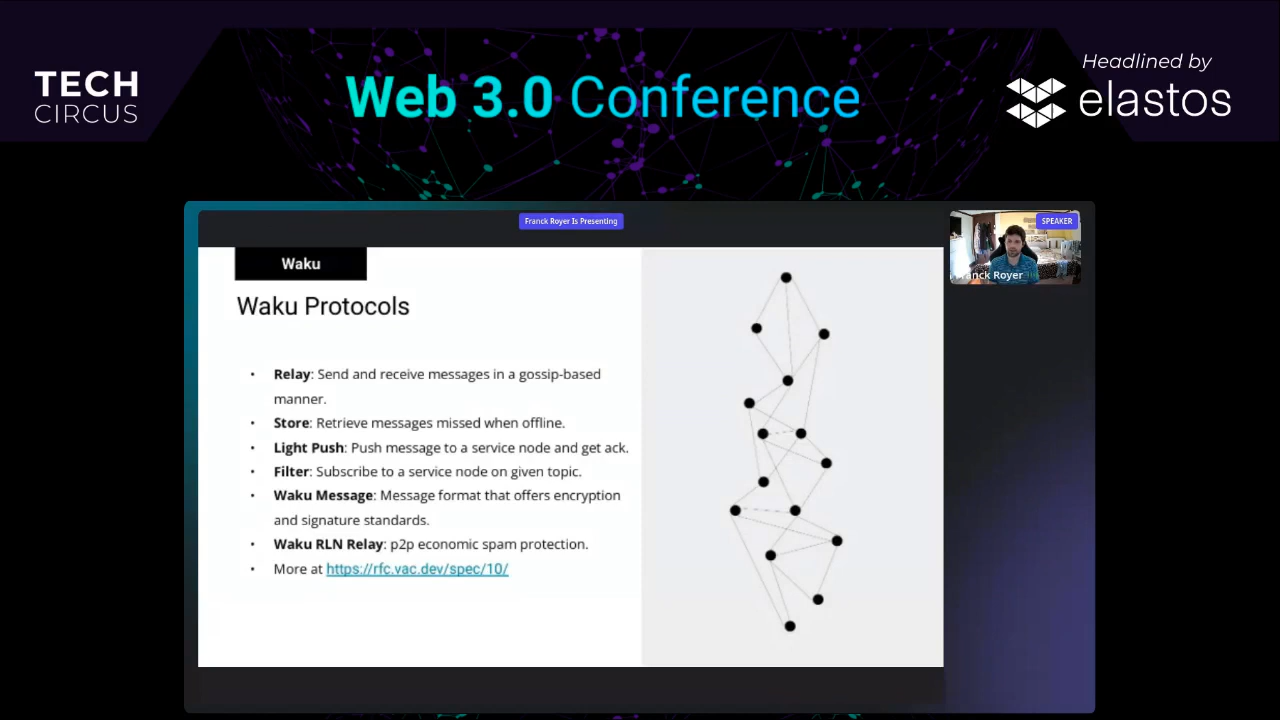 TECH
CIRCUS
Web 3.0 Conference
Headlined by
elastos
Franck Royer Is Presenting
SPEAKER
Franck Royer
Waku
Waku Protocols
• Relay: Send and receive messages in a gossip-based
manner.
• Store: Retrieve messages missed when offline.
• Light Push: Push message to a service node and get ack.
• Filter: Subscribe to a service node on given topic.
• Waku Message: Message format that offers encryption
and signature standards.
• Waku RLN Relay: p2p economic spam protection.
• More at https://rfc.vac.dev/spec/10/